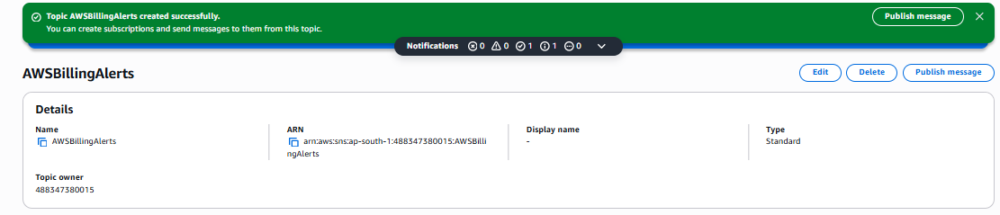 Topic AWSBillingAlerts created successfully.
You can create subscriptions and send messages to them from this topic.
Publish message
Notifications 0 0 1 1 0
AWSBillingAlerts
Edit
Delete
Publish message
Details
Name
AWSBillingAlerts
ARN
arn:aws:sns:ap-south-1:488347380015:AWSBilli
ngAlerts
Display name
-
Type
Standard
Topic owner
488347380015